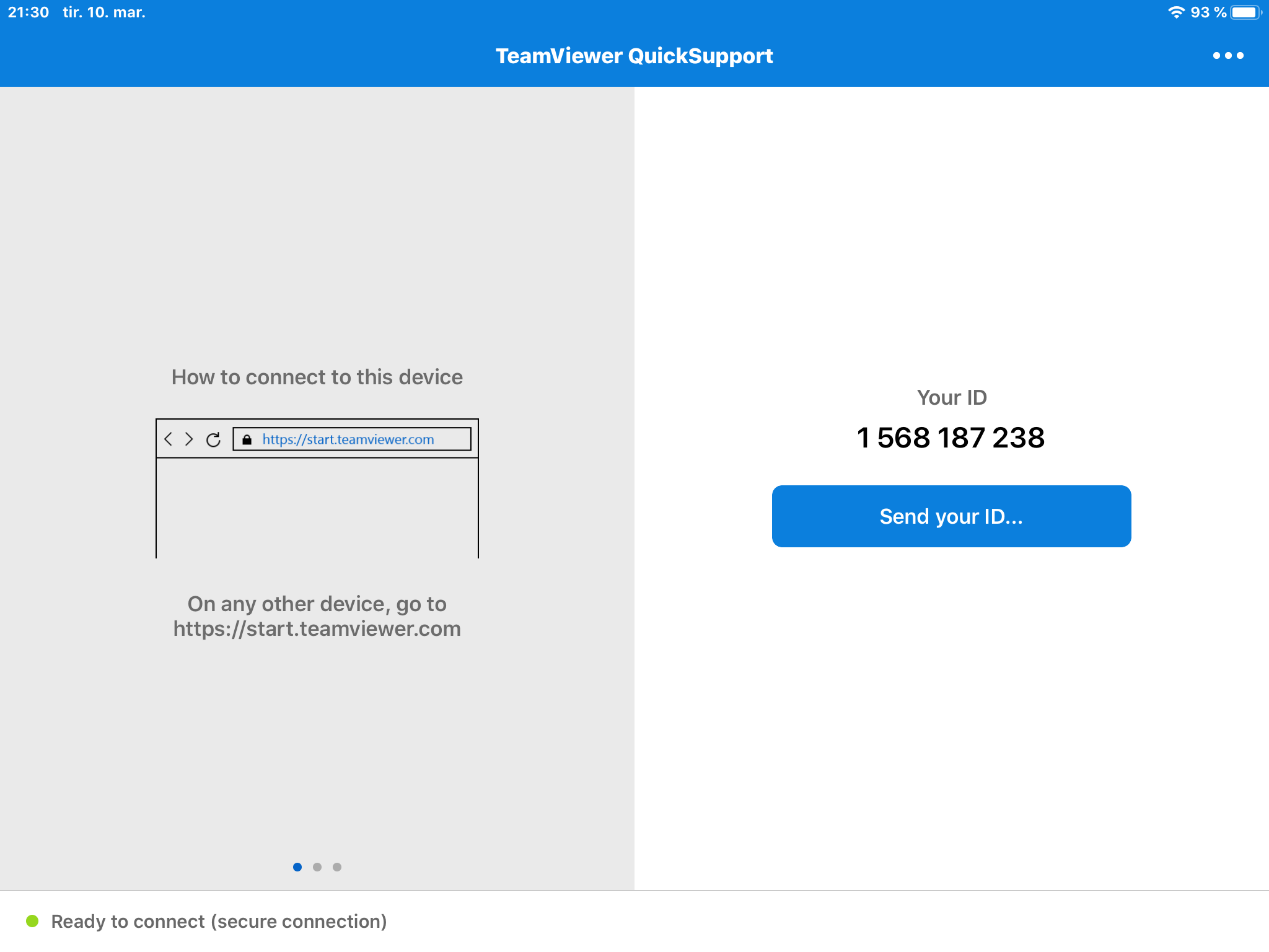 21:30 tir. 10. mar.
93 %
TeamViewer QuickSupport
How to connect to this device
https://start.teamviewer.com
On any other device, go to
https://start.teamviewer.com
Your ID
1 568 187 238
Send your ID...
Ready to connect (secure connection)